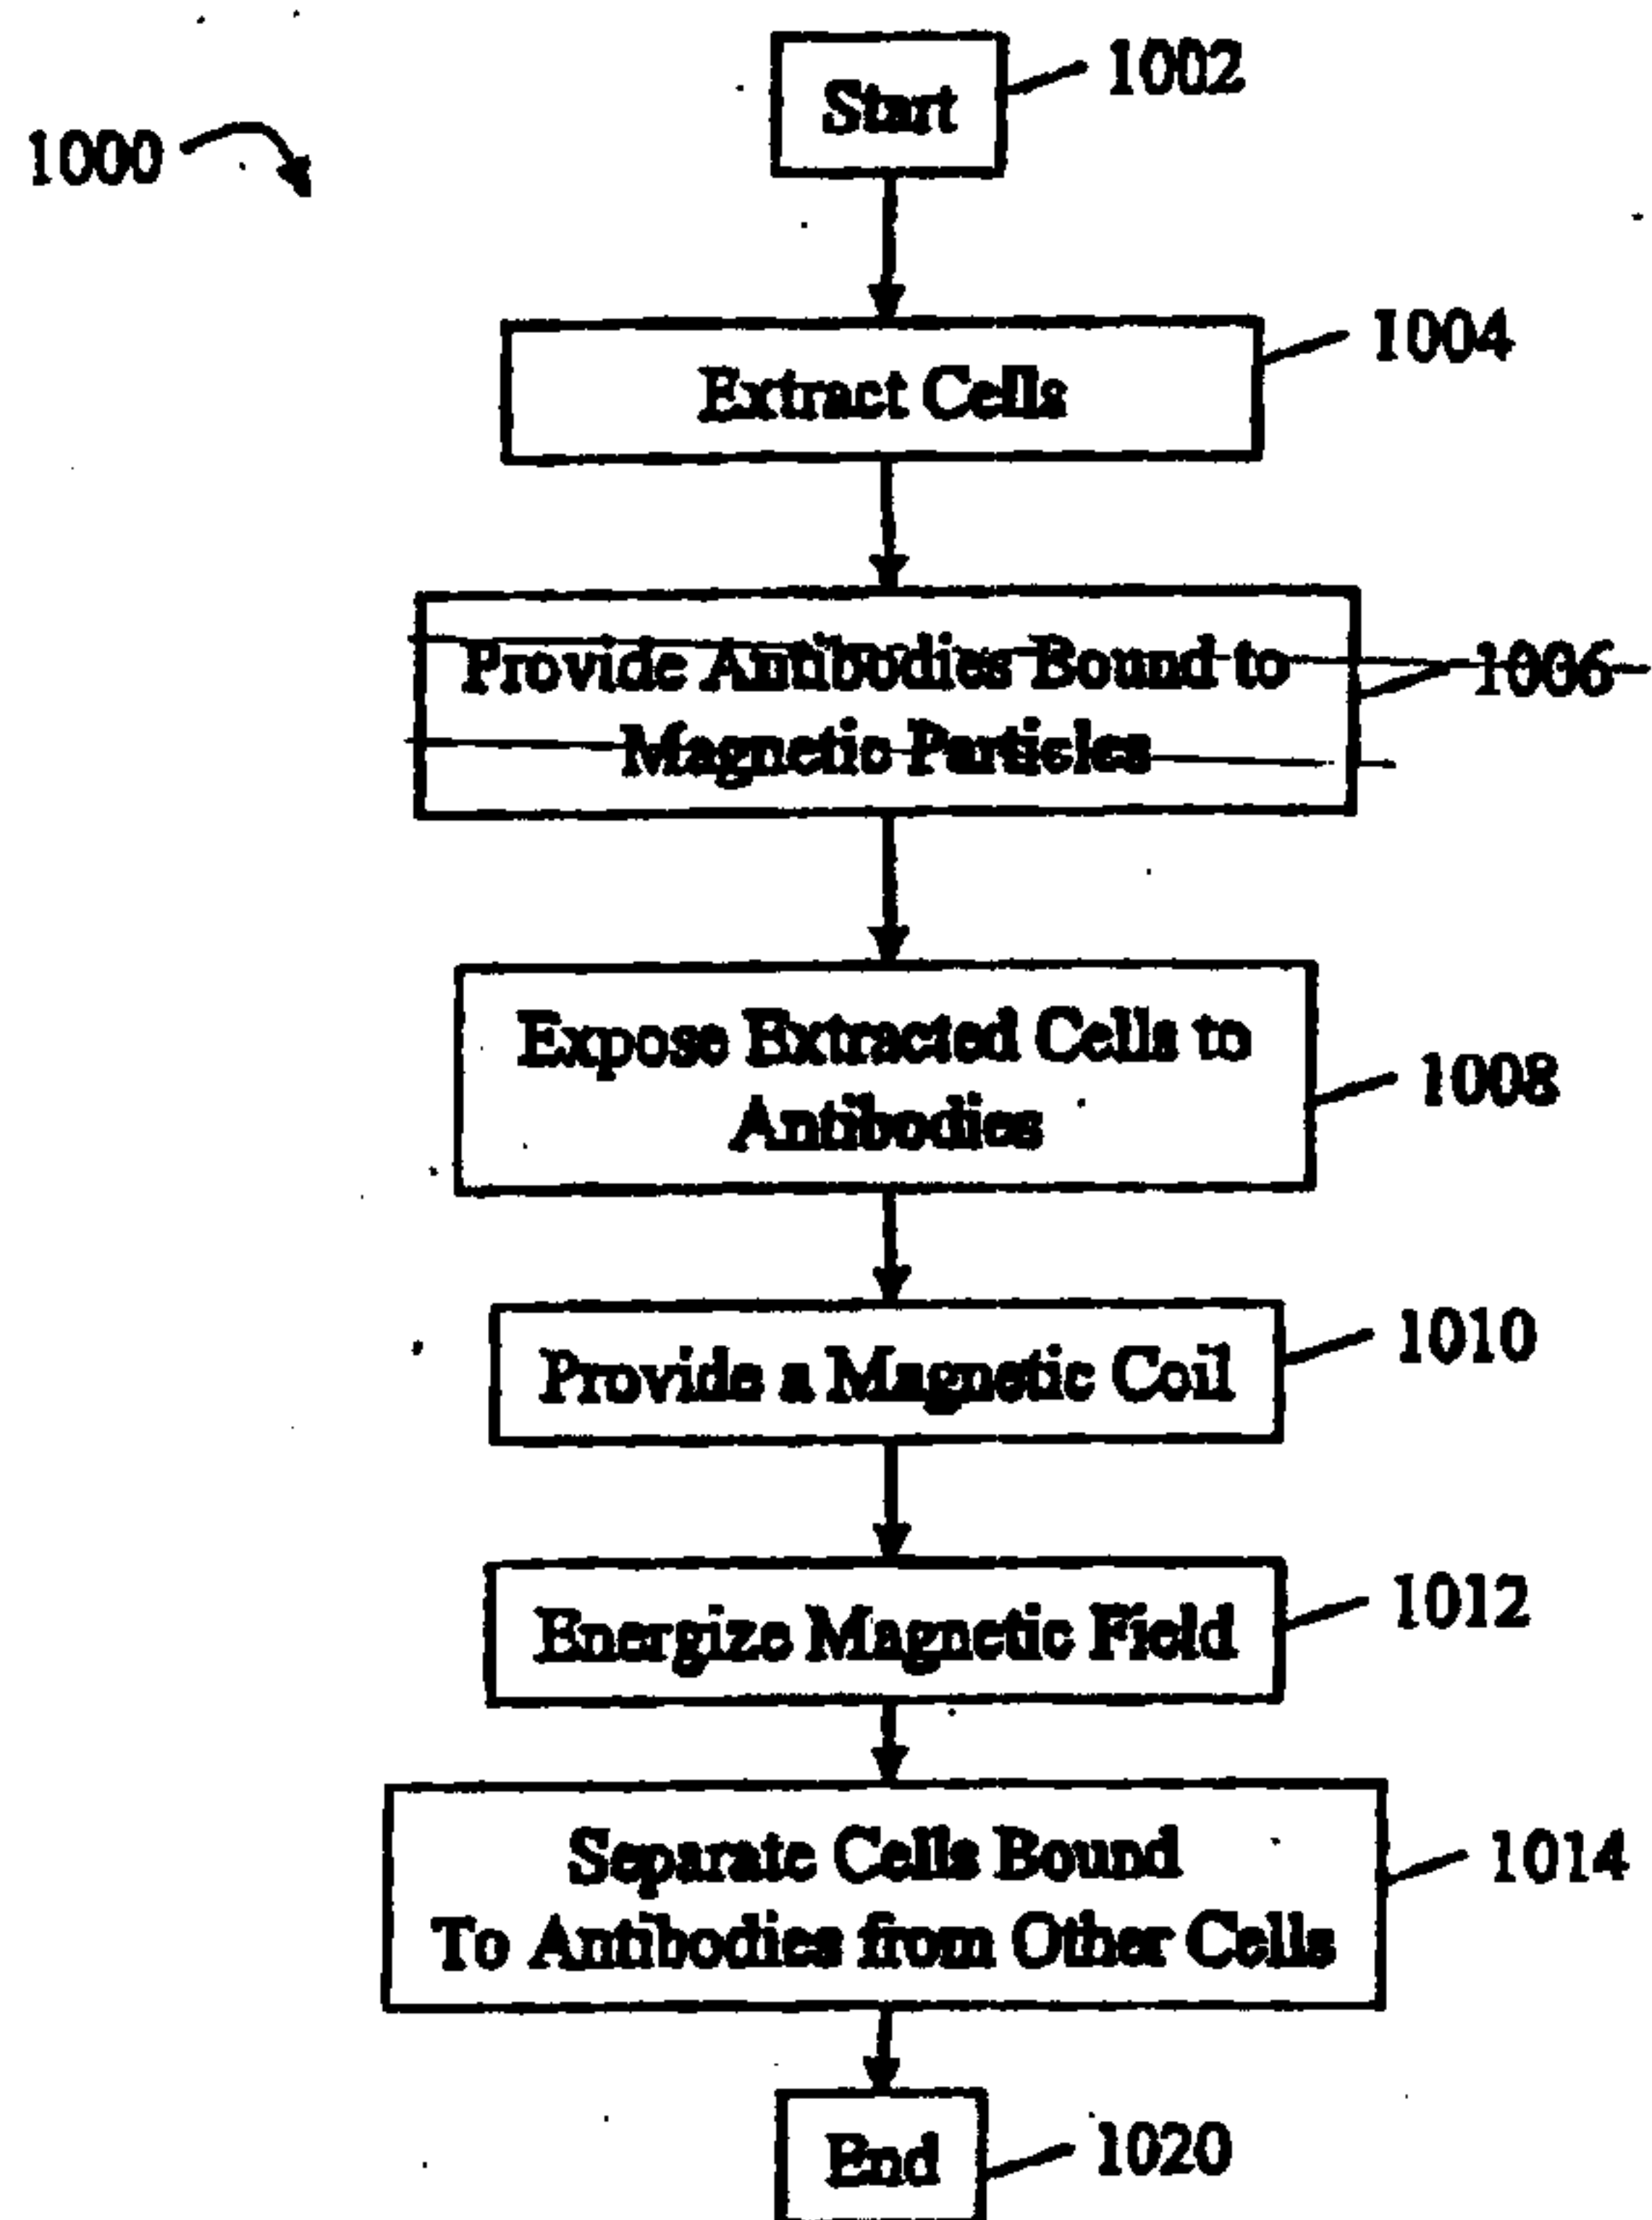 1000
Start
1002
Extract Cells
1004
Provide Antibodies Bound to
Magnetic Particles
1006
Expose Extracted Cells to
Antibodies
1008
Provide a Magnetic Coil
1010
Energize Magnetic Field
1012
Separate Cells Bound
To Antibodies from Other Cells
1014
End
1020